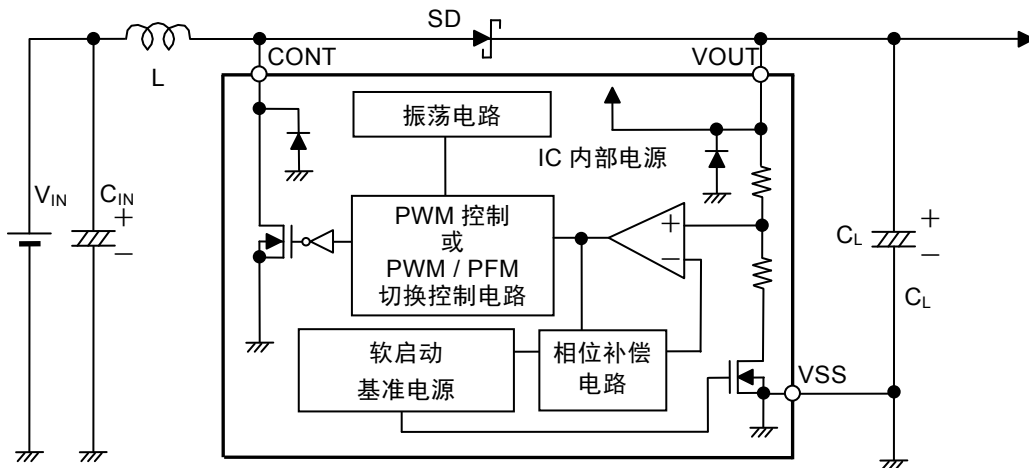 SD
CONT
VOUT
L
振荡电路
IC 内部电源
VIN
CIN
+
−
PWM 控制
或
PWM / PFM
切换控制电路
+
−
CL
+
−
CL
软启动
基准电源
相位补偿
电路
VSS